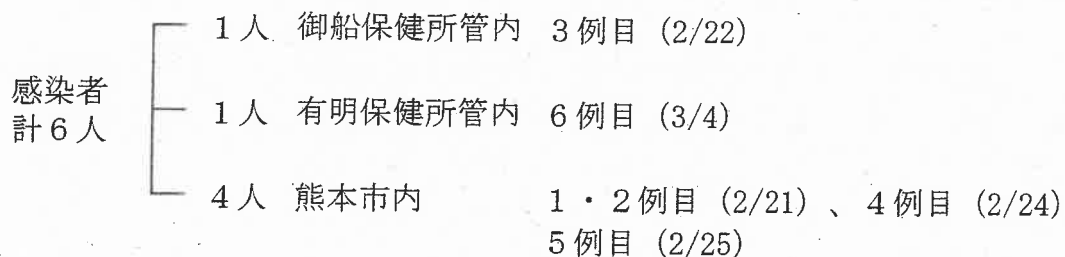 １人 御船保健所管内 ３例目（2/22）
感染者
計６人
１人 有明保健所管内 ６例目（3/4）
４人 熊本市内 １・２例目（2/21）、４例目（2/24）
５例目（2/25）